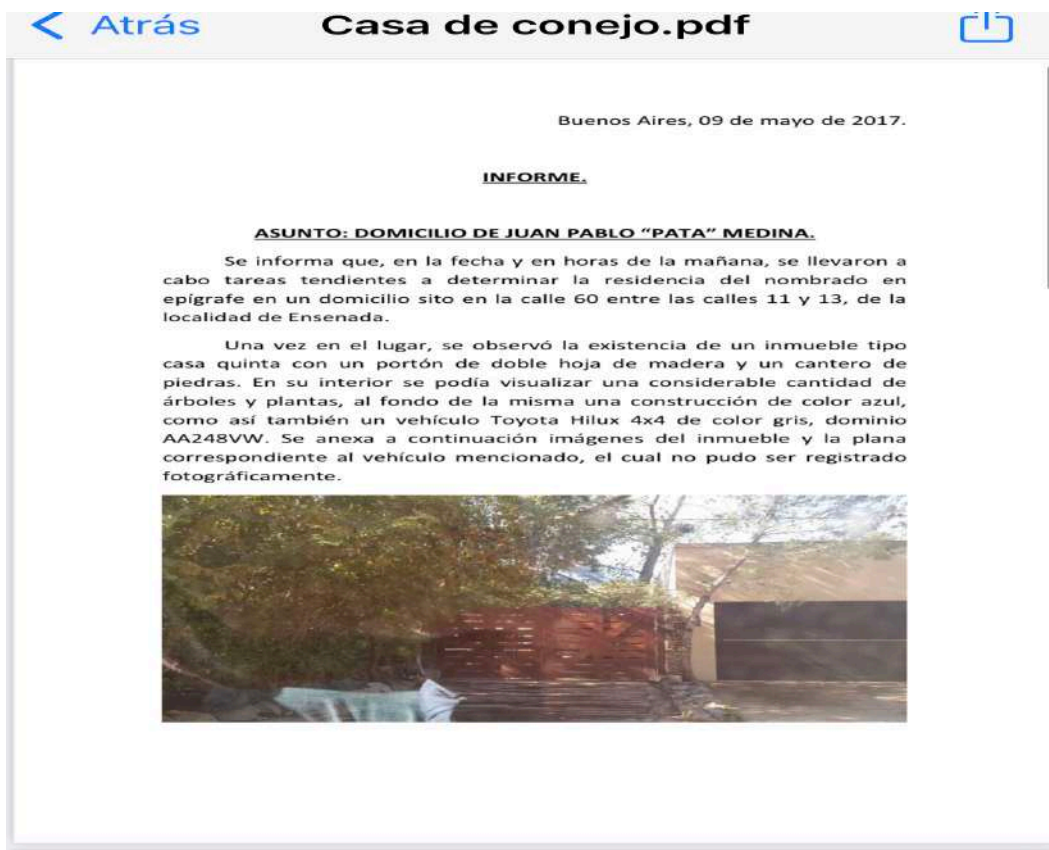 Atrás
Casa de conejo.pdf
Buenos Aires, 09 de mayo de 2017.
INFORME.
ASUNTO: DOMICILIO DE JUAN PABLO “PATA” MEDINA.
Se informa que, en la fecha y en horas de la mañana, se llevaron a
cabo tareas tendientes a determinar la residencia del nombrado en
epígrafe en un domicilio sito en la calle 60 entre las calles 11 y 13, de la
localidad de Ensenada.
Una vez en el lugar, se observó la existencia de un inmueble tipo
casa quinta con un portón de doble hoja de madera y un cantero de
piedras. En su interior se podía visualizar una considerable cantidad de
árboles y plantas, al fondo de la misma una construcción de color azul,
como así también un vehículo Toyota Hilux 4x4 de color gris, dominio
AA248VW. Se anexa a continuación imágenes del inmueble y la plana
correspondiente al vehículo mencionado, el cual no pudo ser registrado
fotográficamente.